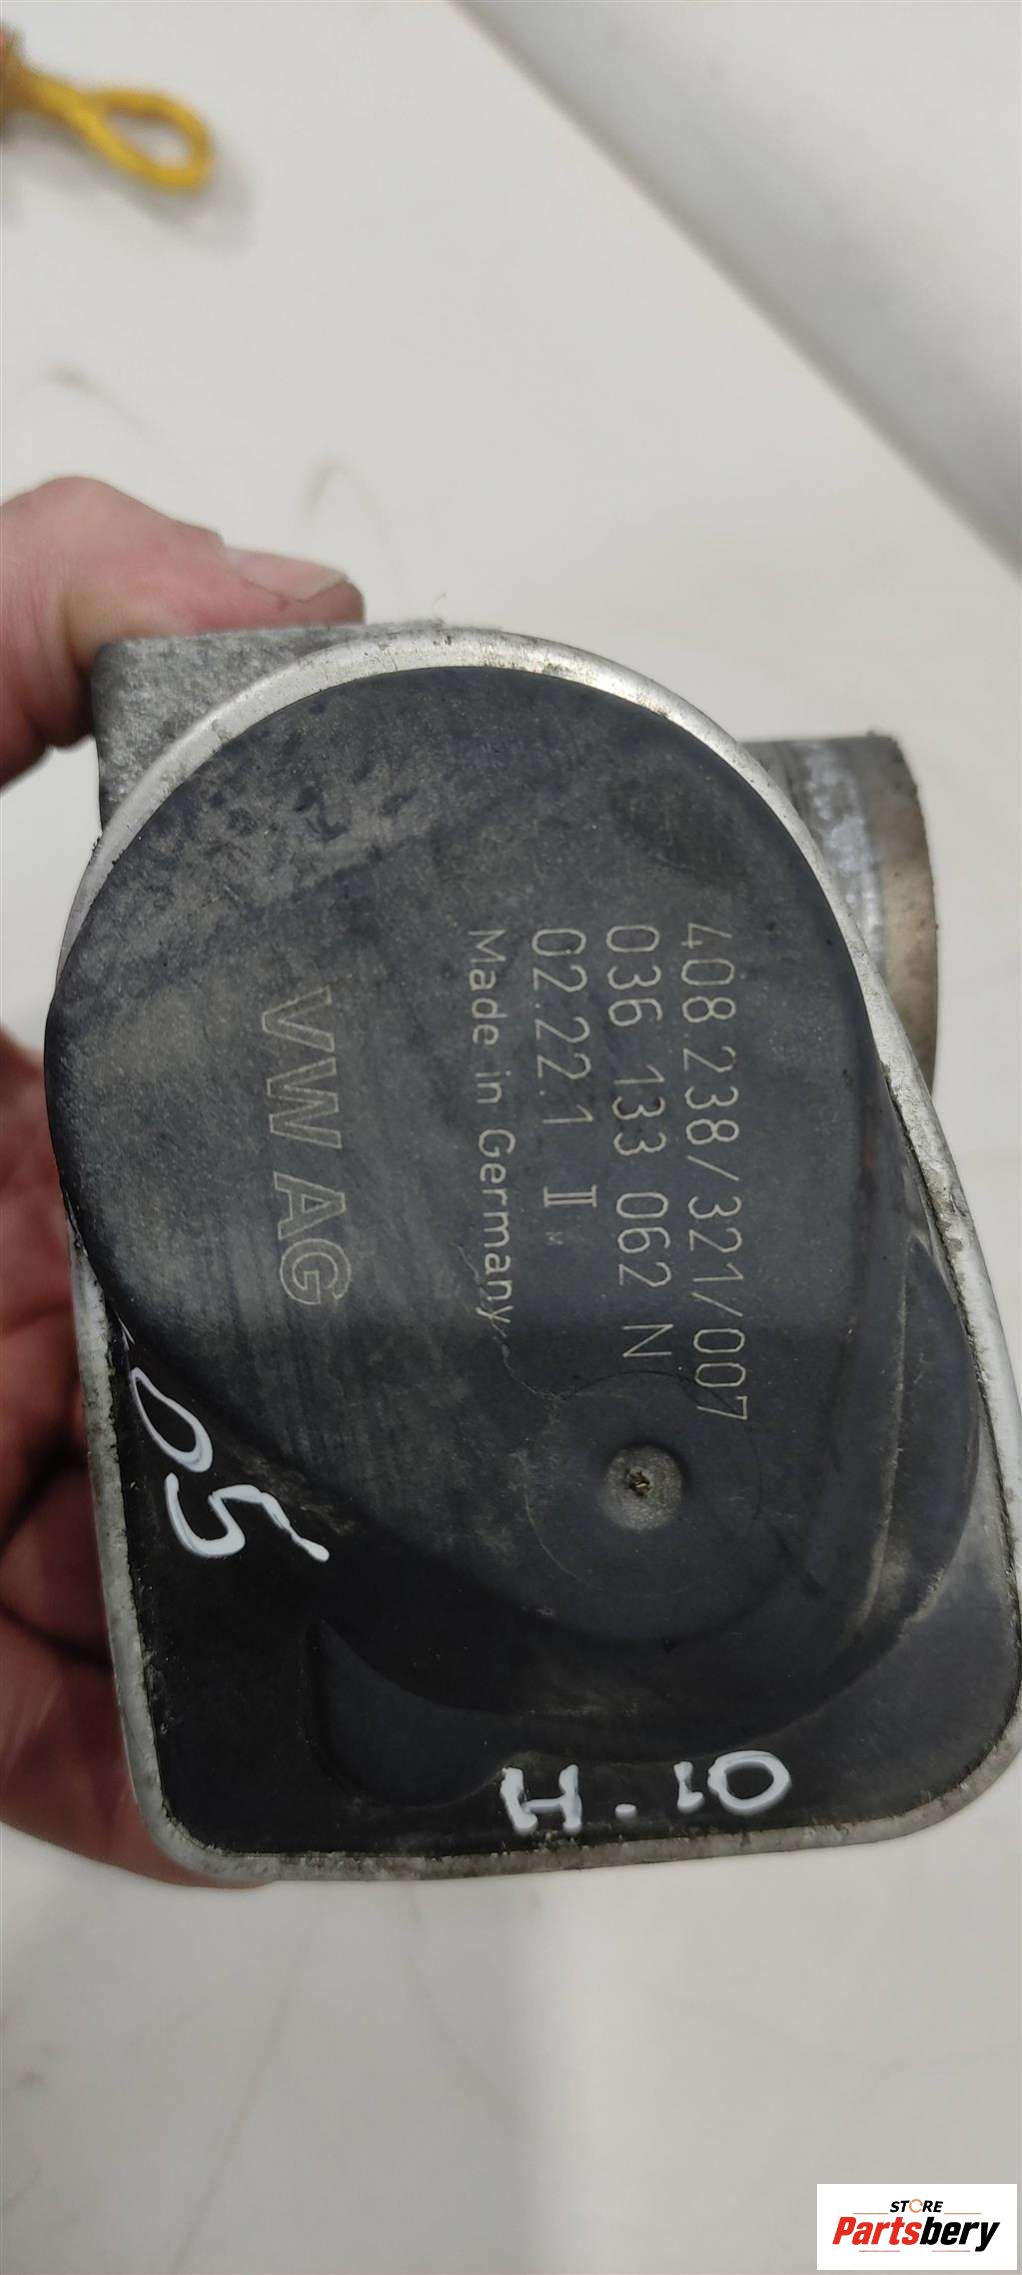 408.238/321/007
036 133 062 N
02.22.1 II
Made in Germany
VW AG
05
STORE
Partsbery